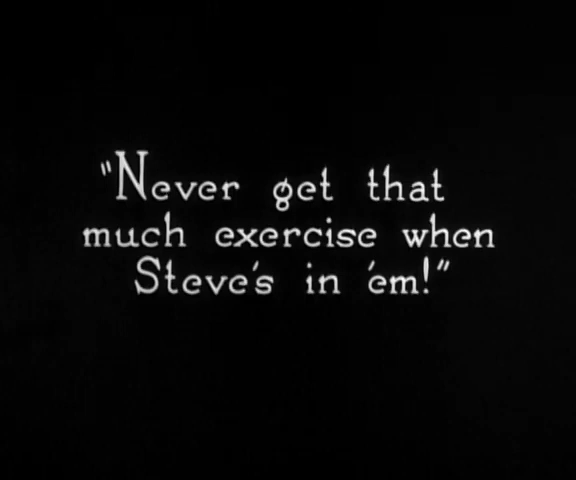 "Never get that
much exercise when
Steve's in 'em!"